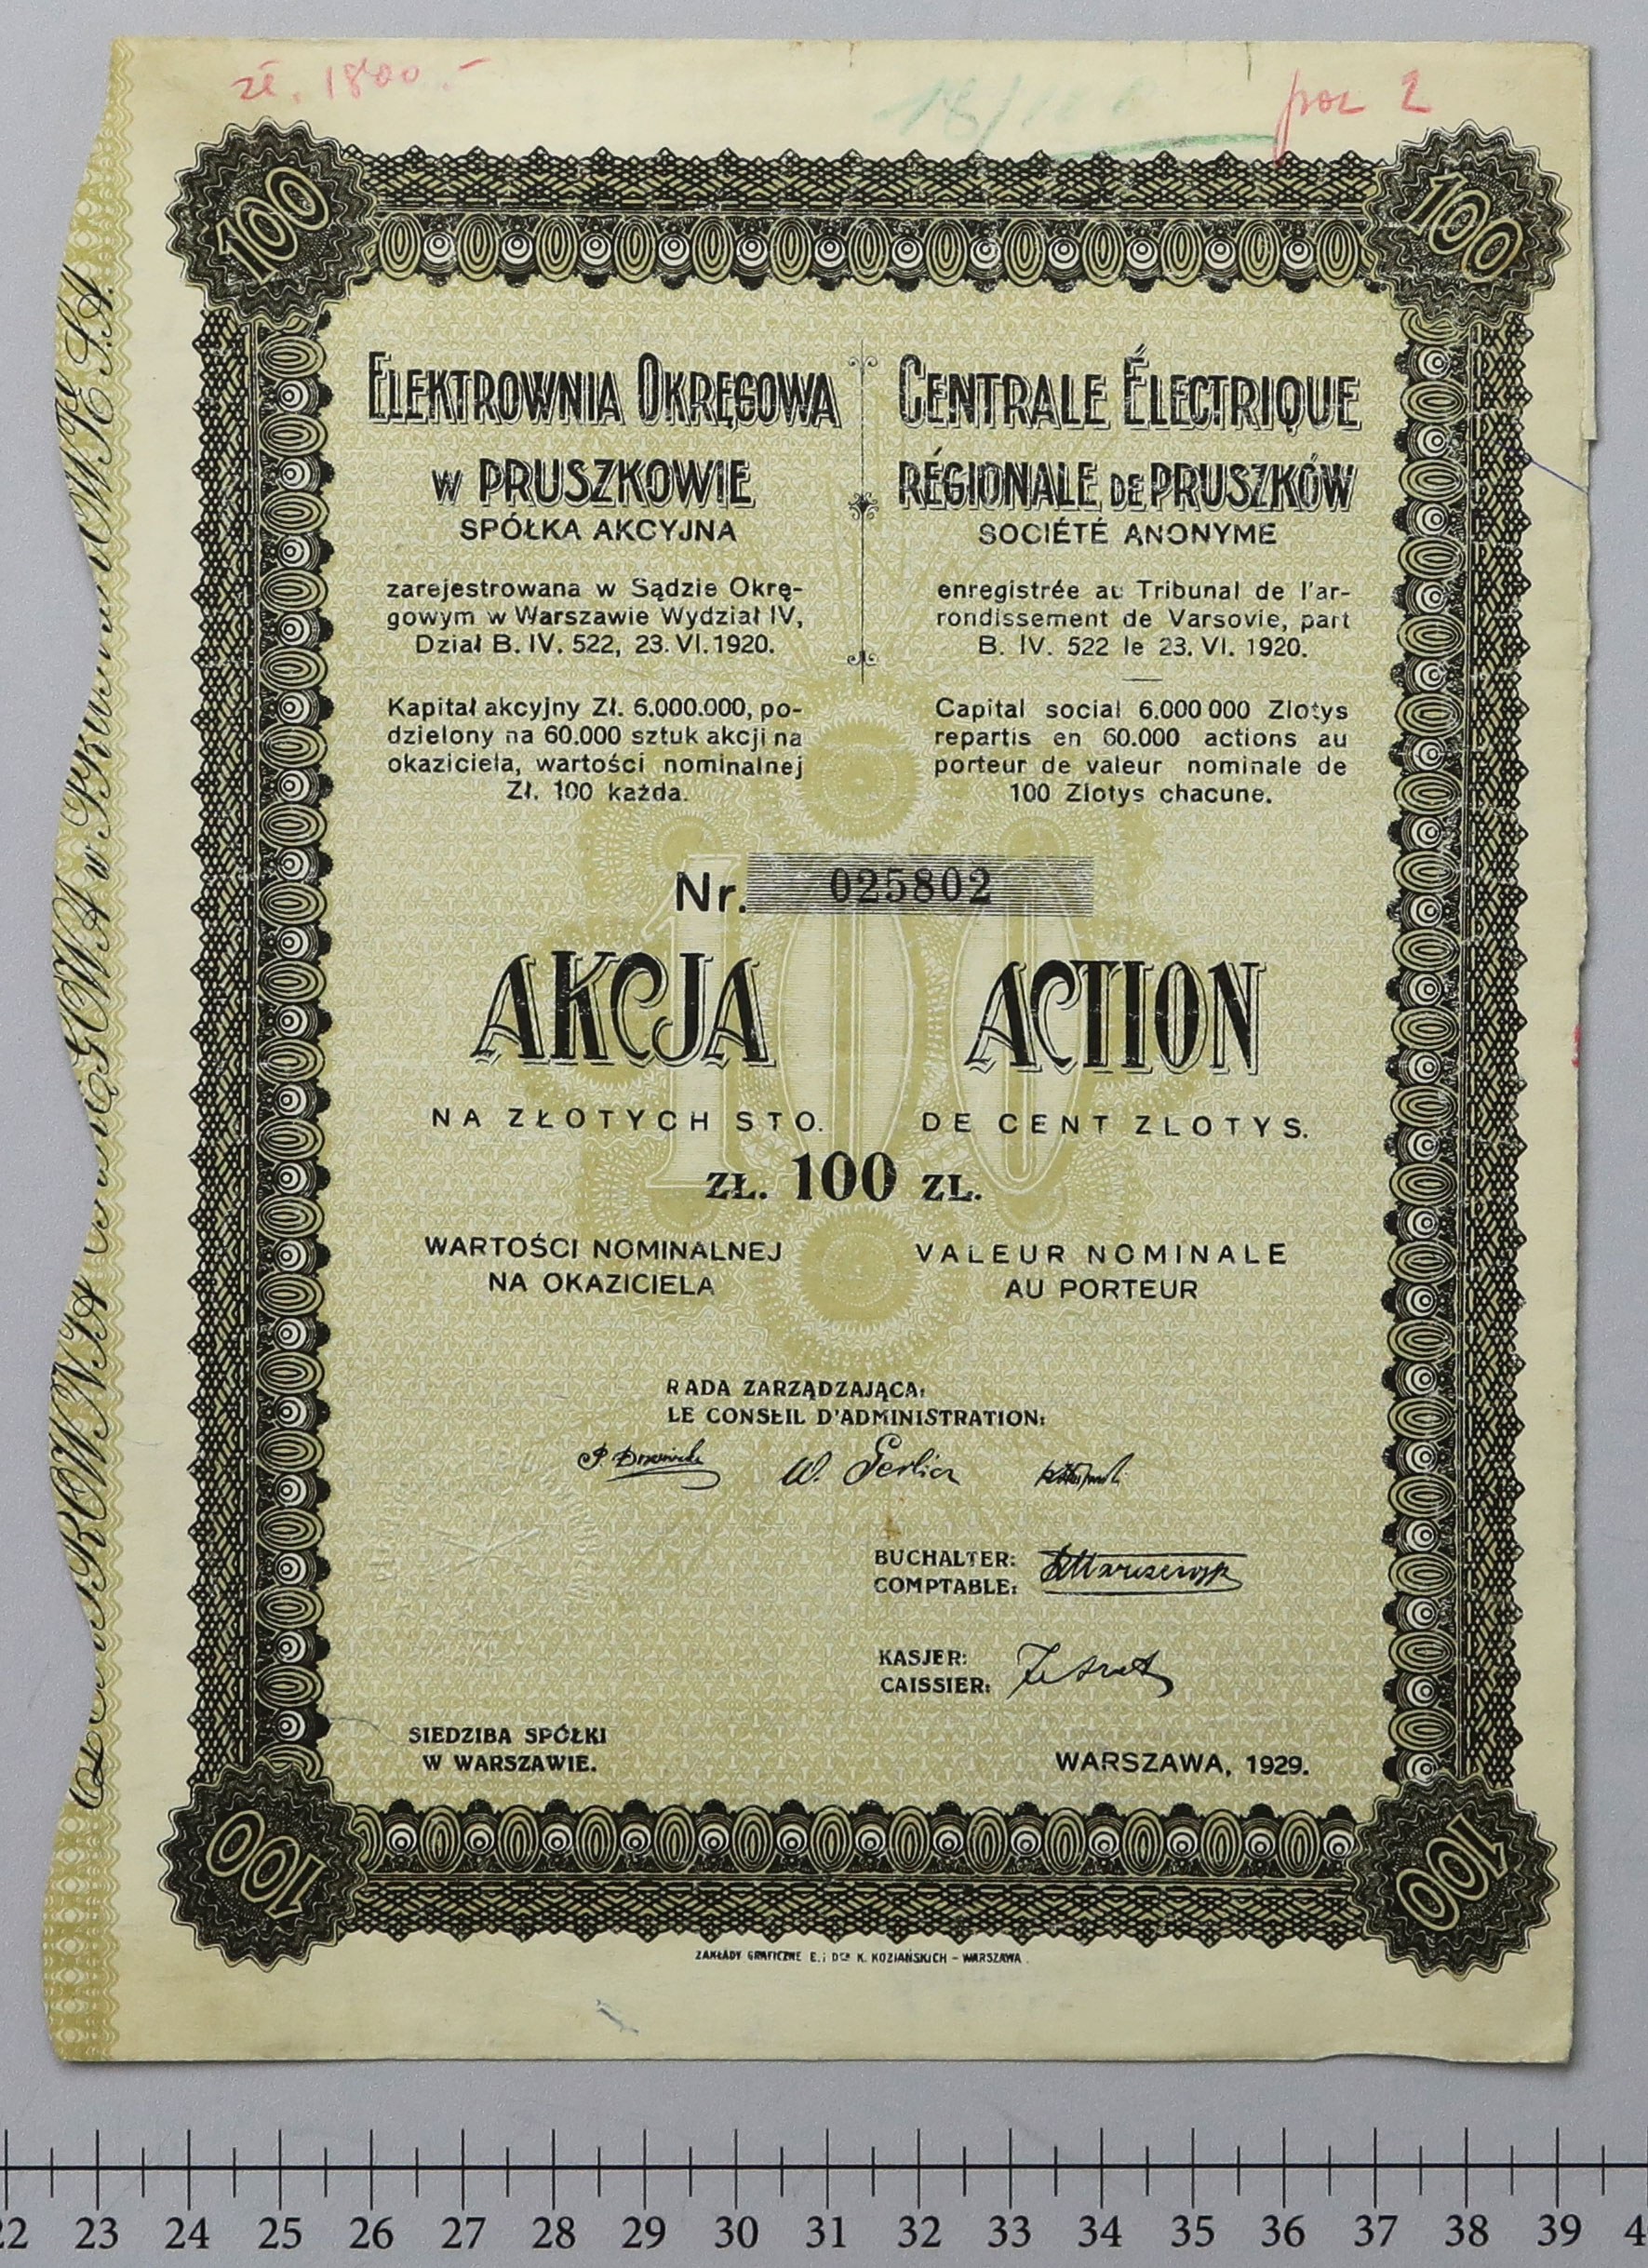 zł. 1800.-
poz 2
100
100
ELEKTROWNIA OKRĘGOWA
w PRUSZKOWIE
SPÓŁKA AKCYJNA
zarejestrowana w Sądzie Okrę-
gowym w Warszawie Wydział IV,
Dział B. IV. 522, 23. VI. 1920.
Kapitał akcyjny Zł. 6.000.000, po-
dzielony na 60.000 sztuk akcji na
okaziciela, wartości nominalnej
Zł. 100 każda.
CENTRALE ÉLECTRIQUE
RÉGIONALE DE PRUSZKÓW
SOCIÉTÉ ANONYME
enregistrée au Tribunal de l'ar-
rondissement de Varsovie, part
B. IV. 522 le 23. VI. 1920.
Capital social 6.000 000 Zlotys
repartis en 60.000 actions au
porteur de valeur nominale de
100 Zlotys chacune.
Nr. 025802
100
AKCJA ACTION
NA ZŁOTYCH STO. DE CENT ZLOTYS.
ZŁ. 100 ZL.
WARTOŚCI NOMINALNEJ
NA OKAZICIELA
VALEUR NOMINALE
AU PORTEUR
RADA ZARZĄDZAJĄCA:
LE CONSEIL D'ADMINISTRATION:
W. Gerlicz
BUCHALTER:
COMPTABLE:
KASJER:
CAISSIER:
SIEDZIBA SPÓŁKI
W WARSZAWIE.
WARSZAWA, 1929.
100
100
ZAKŁADY GRAFICZNE E. i DRA K. KOZIAŃSKICH – WARSZAWA
22 23 24 25 26 27 28 29 30 31 32 33 34 35 36 37 38 39 4